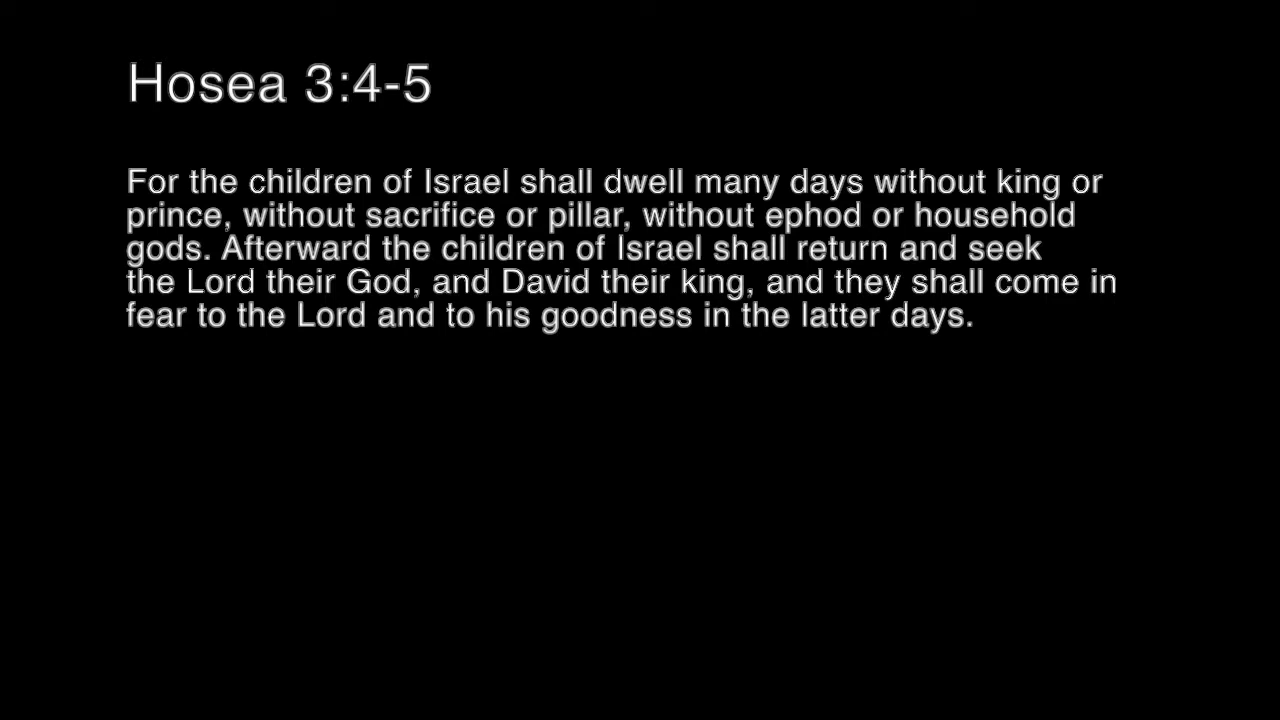 Hosea 3:4-5
For the children of Israel shall dwell many days without king or
prince, without sacrifice or pillar, without ephod or household
gods. Afterward the children of Israel shall return and seek
the Lord their God, and David their king, and they shall come in
fear to the Lord and to his goodness in the latter days.